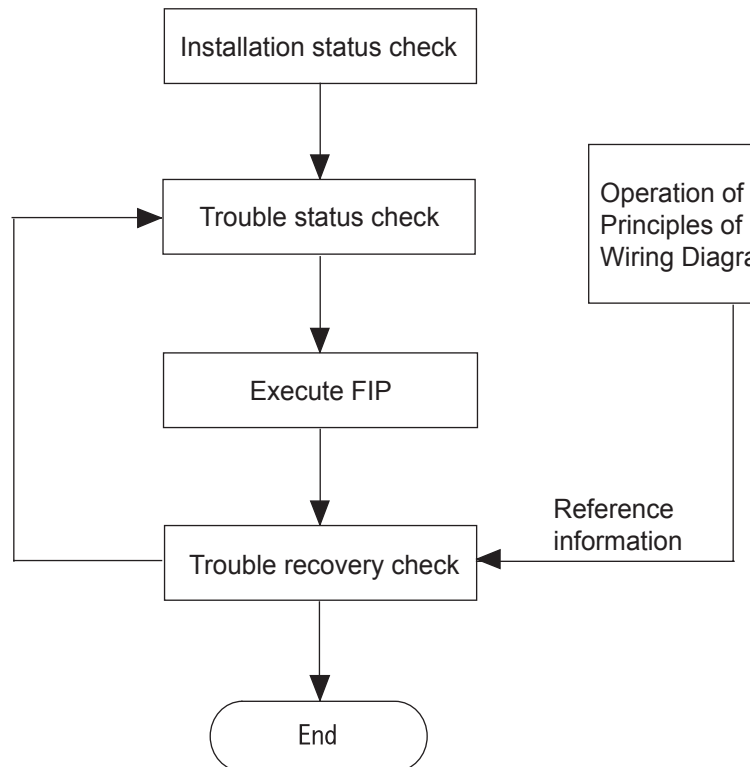 Installation status check
Trouble status check
Operation of
Principles of
Wiring
Execute FIP
Reference
information
Trouble recovery check
End